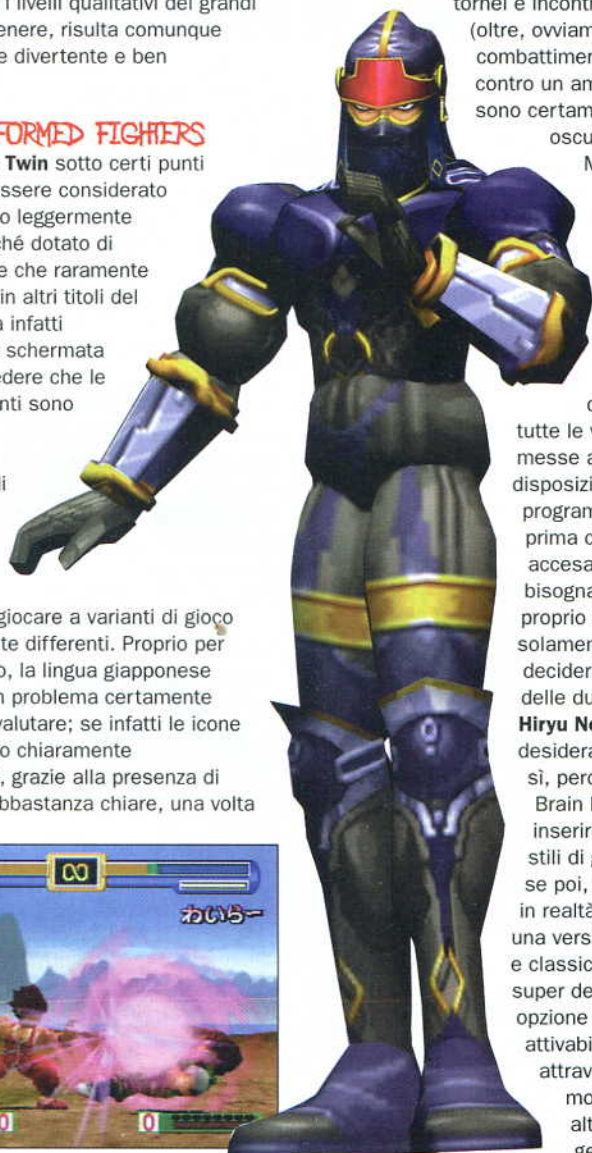 i livelli qualitativi dei grandi
enere, risulta comunque
e divertente e ben
FORMED FIGHTERS
Twin sotto certi punti
essere considerato
o leggermente
ché dotato di
e che raramente
in altri titoli del
a infatti
schermata
edere che le
nti sono
giocare a varianti di gioco
te differenti. Proprio per
o, la lingua giapponese
n problema certamente
valutare; se infatti le icone
o chiaramente
, grazie alla presenza di
bbastanza chiare, una volta
∞
わいらー
0
0
tornei e incont
(oltre, ovviam
combattimen
contro un am
sono certam
oscu
M
tutte le v
messe a
disposizi
program
prima d
accesa
bisogna
proprio
solamen
decider
delle du
Hiryu No
desidera
sì, perc
Brain
inserir
stili di g
se poi,
in realtà
una vers
e classic
super de
opzione
attivabi
attrav
mo
alt
ge